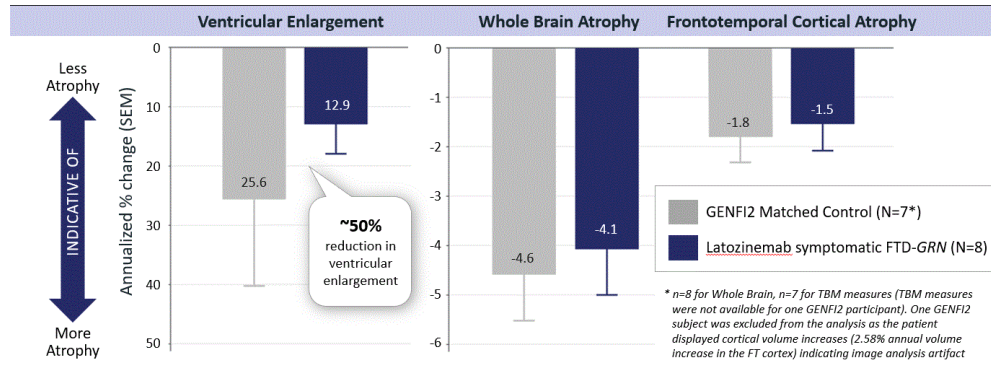 Ventricular Enlargement
Whole Brain Atrophy
Frontotemporal Cortical Atrophy
Less
Atrophy
INDICATIVE OF
More
Atrophy
Annualized % change (SEM)
0
10
20
30
40
50
25.6
12.9
~50%
reduction in
ventricular
enlargement
0
-1
-2
-3
-4
-5
-6
-4.6
-4.1
-1.8
-1.5
GENFI2 Matched Control (N=7*)
Latozinemab symptomatic FTD-GRN (N=8)
* n=8 for Whole Brain, n=7 for TBM measures (TBM measures
were not available for one GENFI2 participant). One GENFI2
subject was excluded from the analysis as the patient
displayed cortical volume increases (2.58% annual volume
increase in the FT cortex) indicating image analysis artifact